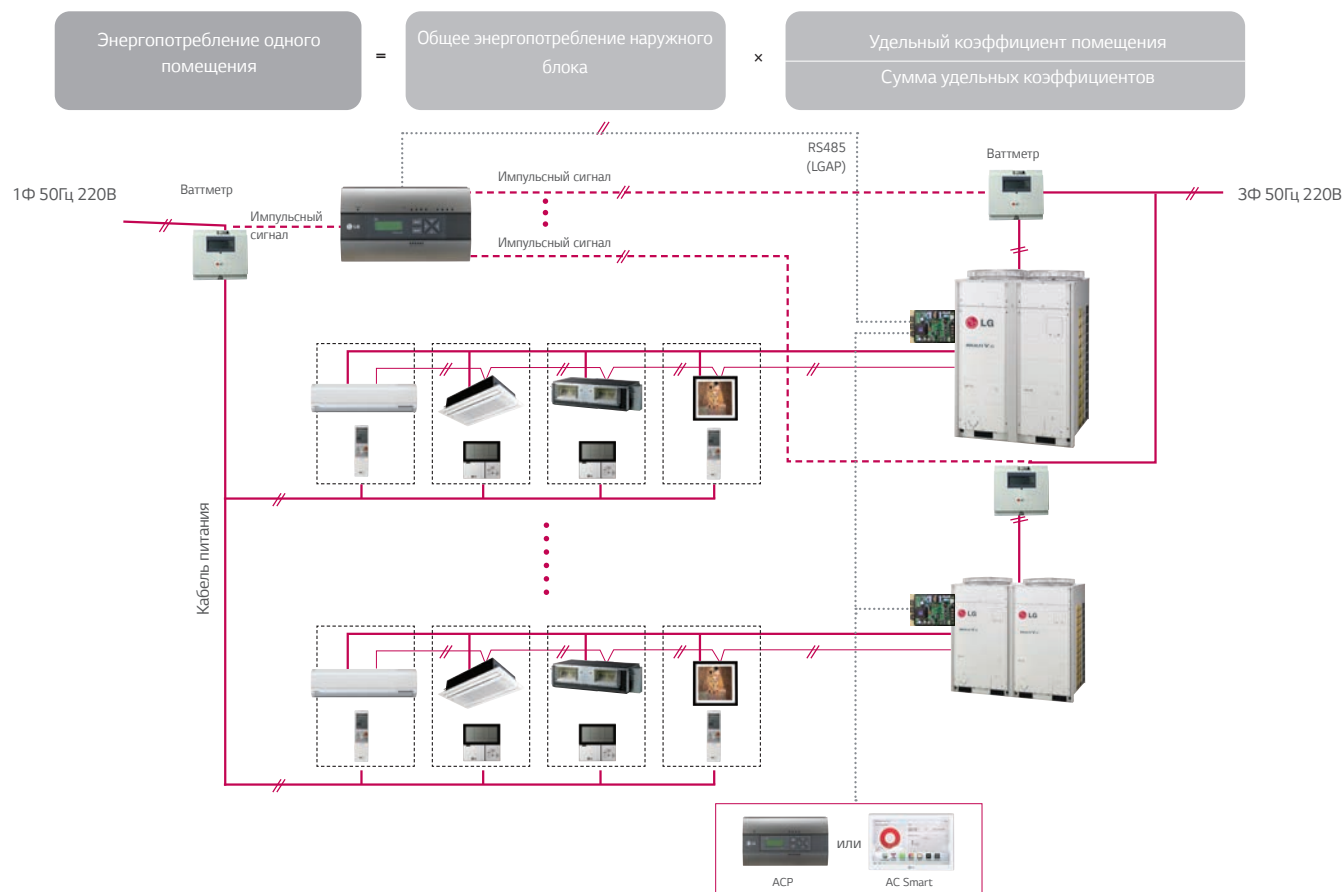 Энергопотребление одного
помещения
=
Общее энергопотребление наружного
блока
×
Удельный коэффициент помещения
Сумма удельных коэффициентов
RS485
(LGAP)
Ваттметр
Импульсный сигнал
1Ф 50Гц 220В
Ваттметр
3Ф 50Гц 220В
Импульсный
сигнал
LG
Импульсный сигнал
LG
Кабель питания
LG
LG
или
ACP
AC Smart